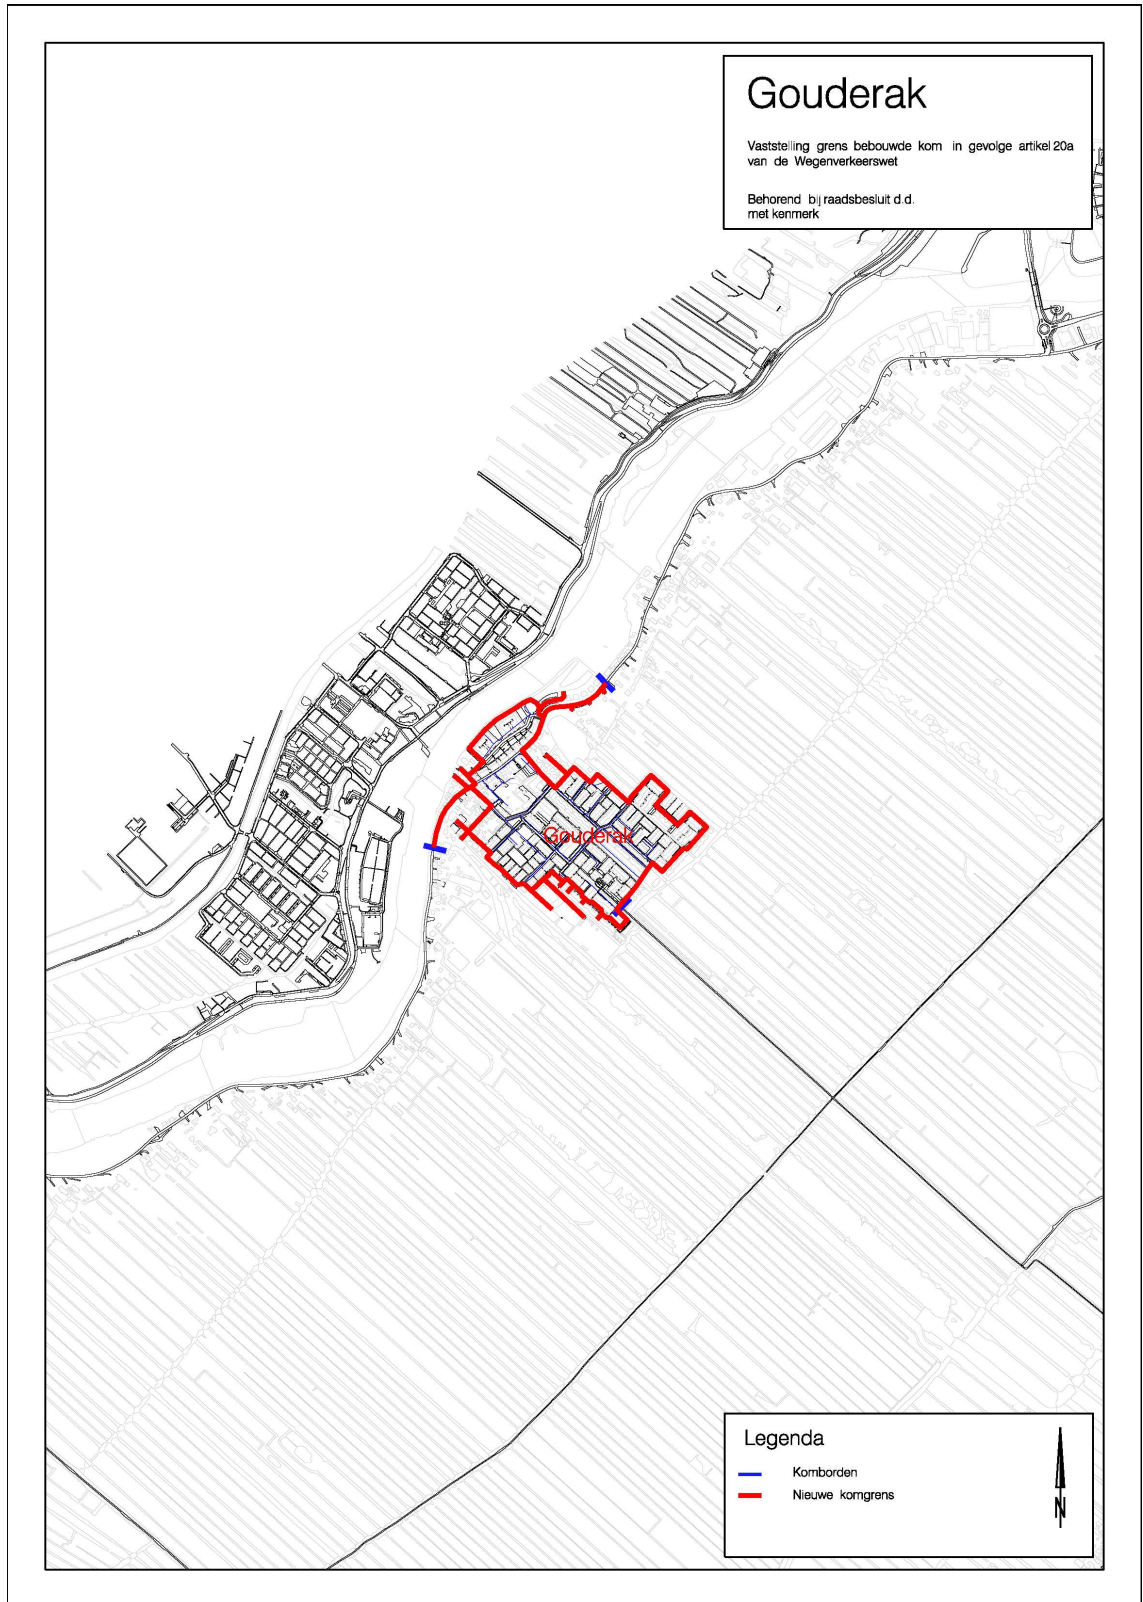 Gouderak
Vaststelling grens bebouwde kom in gevolge artikel 20a
van de Wegenverkeerswet
Behorend bij raadsbesluit d.d.
met kenmerk
Gouderak
Legenda
Komborden
Nieuwe komgrens
N